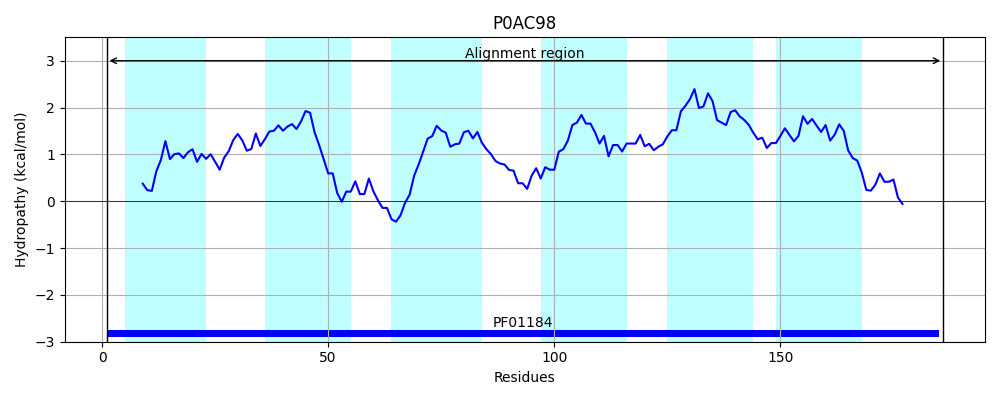 P0AC98
Alignment region
3
2
1
0
−1
−2
−3
Hydropathy (kcal/mol)
PF01184
0
50
100
150
Residues